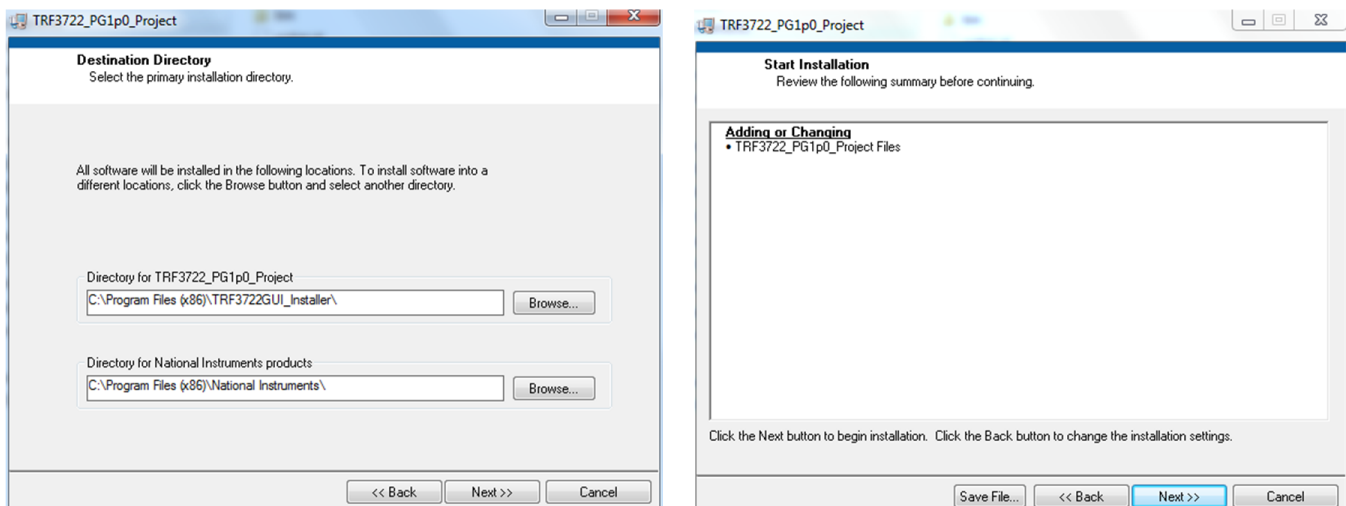 TRF3722_PG1p0_Project
Destination Directory
Select the primary installation directory.
All software will be installed in the following locations. To install software into a
different locations, click the Browse button and select another directory.
Directory for TRF3722_PG1p0_Project
C:\Program Files (x86)\TRF3722GUI_Installer\
Browse...
Directory for National Instruments products
C:\Program Files (x86)\National Instruments\
Browse...
<< Back
Next >>
Cancel
TRF3722_PG1p0_Project
Start Installation
Review the following summary before continuing.
Adding or Changing
• TRF3722_PG1p0_Project Files
Click the Next button to begin installation. Click the Back button to change the installation settings.
Save File...
<< Back
Next >>
Cancel